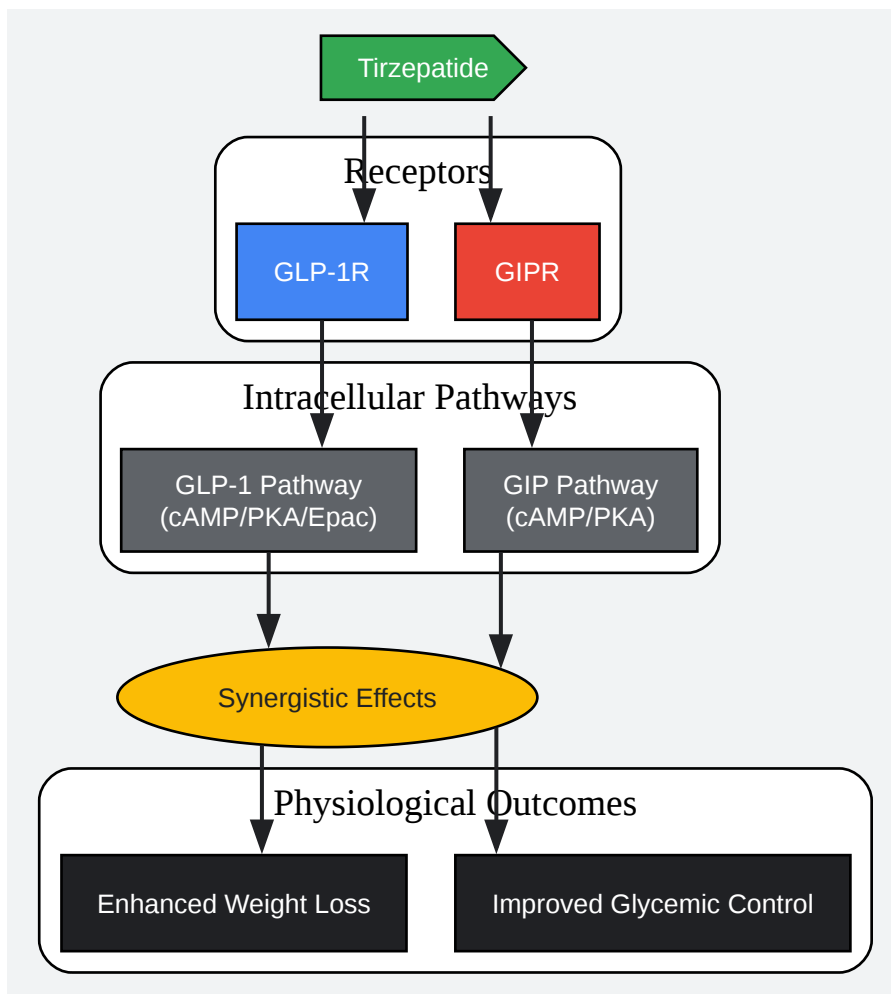 Tirzepatide
Receptors
GLP-1R
GIPR
Intracellular Pathways
GLP-1 Pathway
(cAMP/PKA/Epac)
GIP Pathway
(cAMP/PKA)
Synergistic Effects
Physiological Outcomes
Enhanced Weight Loss
Improved Glycemic Control